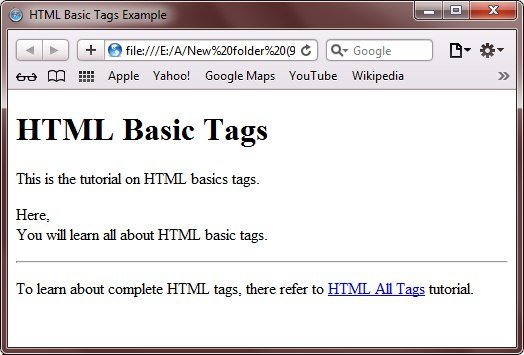 HTML Basic Tags Example
file:///E:/A/New%20folder%20(9
Google
Apple Yahoo! Google Maps YouTube Wikipedia
HTML Basic Tags
This is the tutorial on HTML basics tags.
Here,
You will learn all about HTML basic tags.
To learn about complete HTML tags, there refer to HTML All Tags tutorial.